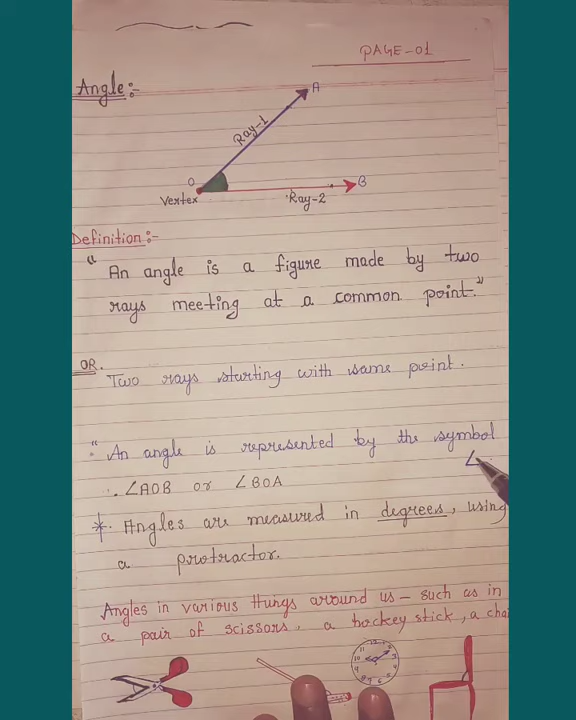 PAGE-01
Angle:-
A
Ray-1
O
B
Vertex
Ray-2
Definition:-
"An angle is a figure made by two
rays meeting at a common point."
OR.
Two rays starting with same point.
"An angle is represented by the symbol
∠
∴ ∠AOB or ∠BOA
* Angles are measured in degrees, using
a protractor.
Angles in various things around us - such as in
a pair of scissors, a hockey stick, a chai